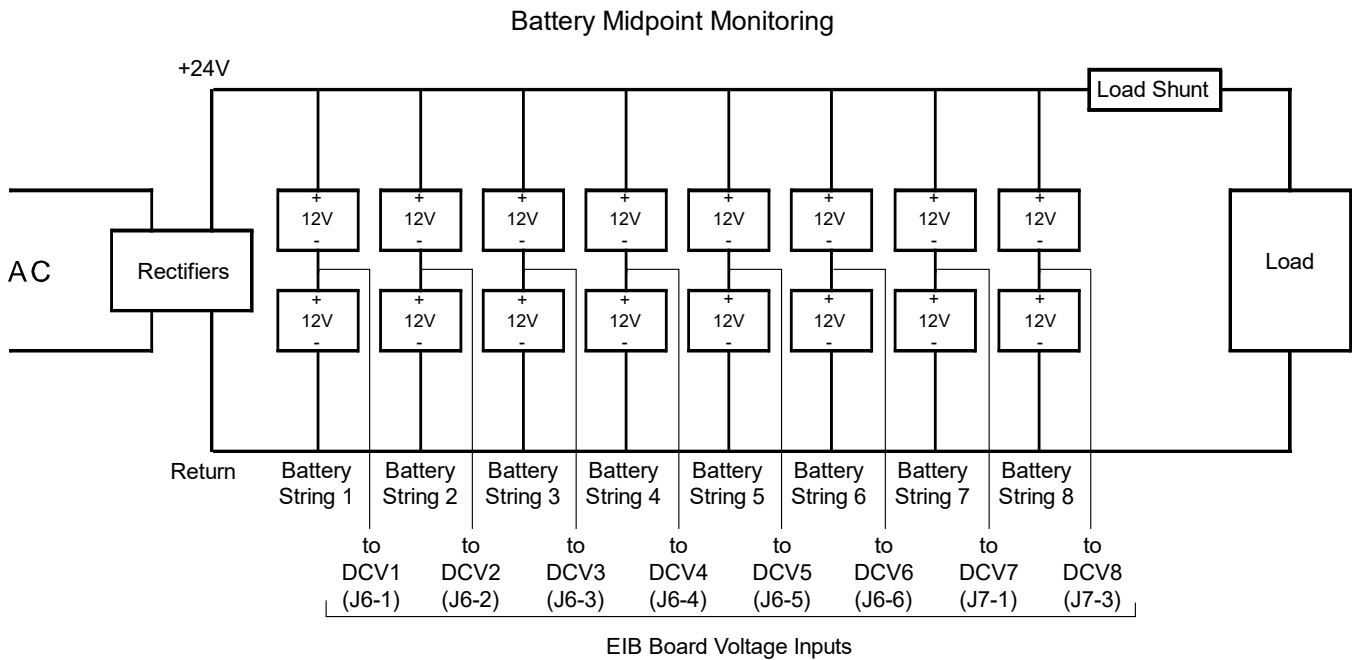 Battery Midpoint Monitoring
+24V
Load Shunt
+ + + + + + + +
12V 12V 12V 12V 12V 12V 12V 12V
- - - - - - - -
AC
Rectifiers
Load
+ + + + + + + +
12V 12V 12V 12V 12V 12V 12V 12V
- - - - - - - -
Return
Battery Battery Battery Battery Battery Battery Battery Battery
String 1 String 2 String 3 String 4 String 5 String 6 String 7 String 8
to to to to to to to to
DCV1 DCV2 DCV3 DCV4 DCV5 DCV6 DCV7 DCV8
(J6-1) (J6-2) (J6-3) (J6-4) (J6-5) (J6-6) (J7-1) (J7-3)
EIB Board Voltage Inputs